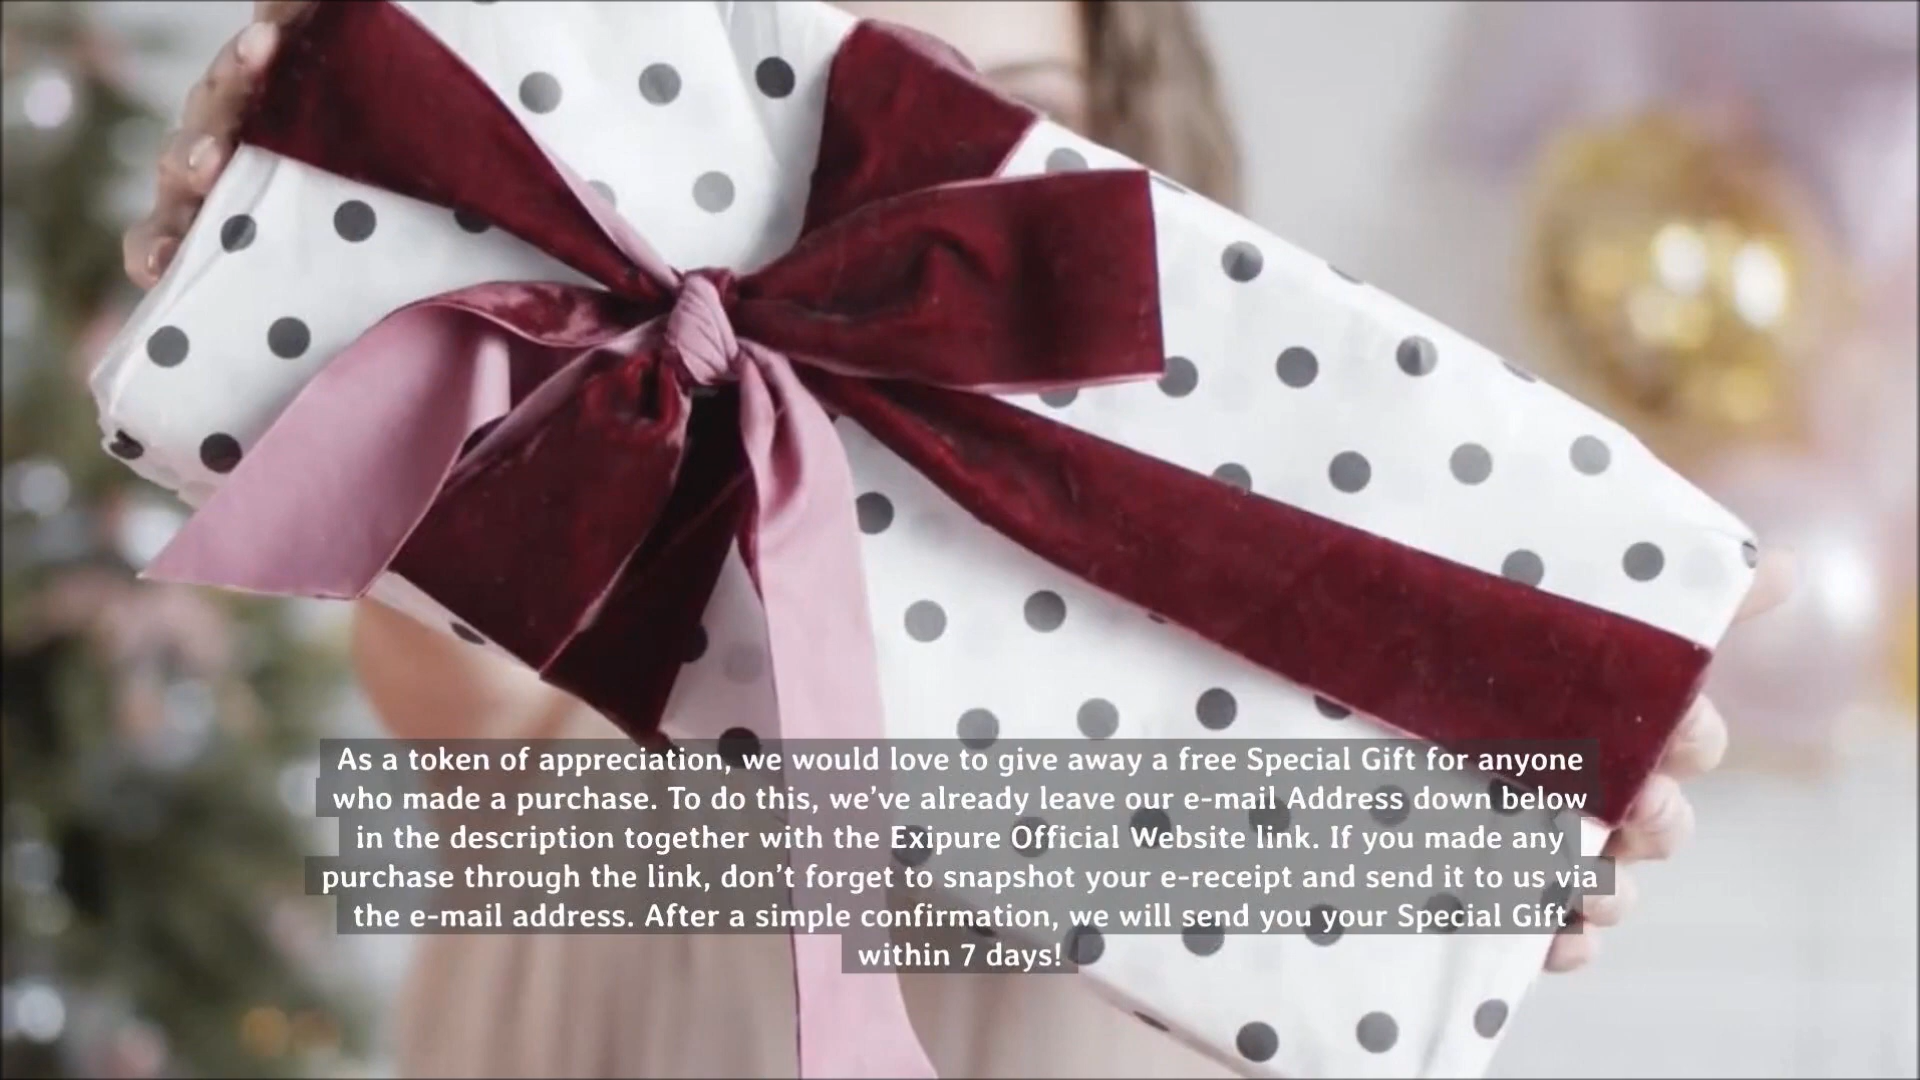 As a token of appreciation, we would love to give away a free Special Gift for anyone
who made a purchase. To do this, we've already leave our e-mail Address down below
in the description together with the Exipure Official Website link. If you made any
purchase through the link, don't forget to snapshot your e-receipt and send it to us via
the e-mail address. After a simple confirmation, we will send you your Special Gift
within 7 days!